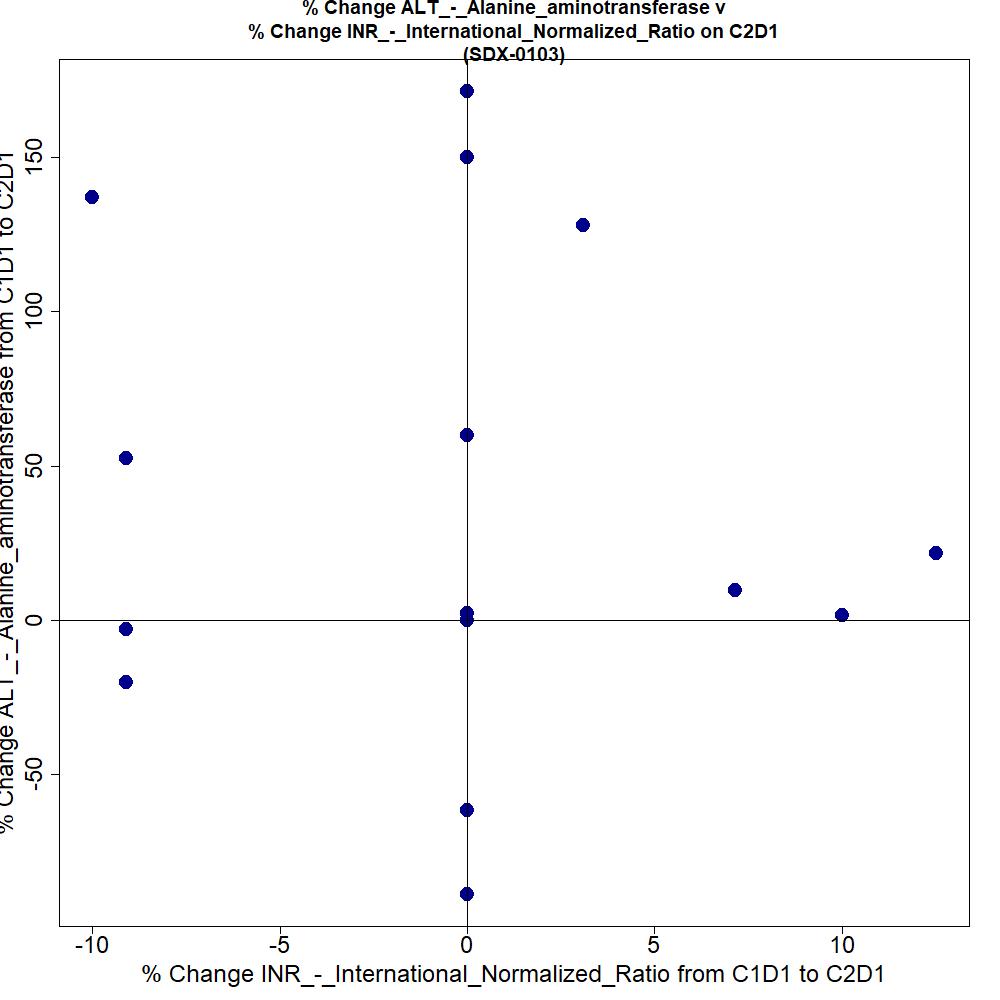 % Change ALT_-_Alanine_aminotransferase v
% Change INR_-_International_Normalized_Ratio on C2D1
(SDX-0103)
% Change ALT_-_Alanine_aminotransferase from C1D1 to C2D1
150
100
50
0
-50
-10
-5
0
5
10
% Change INR_-_International_Normalized_Ratio from C1D1 to C2D1